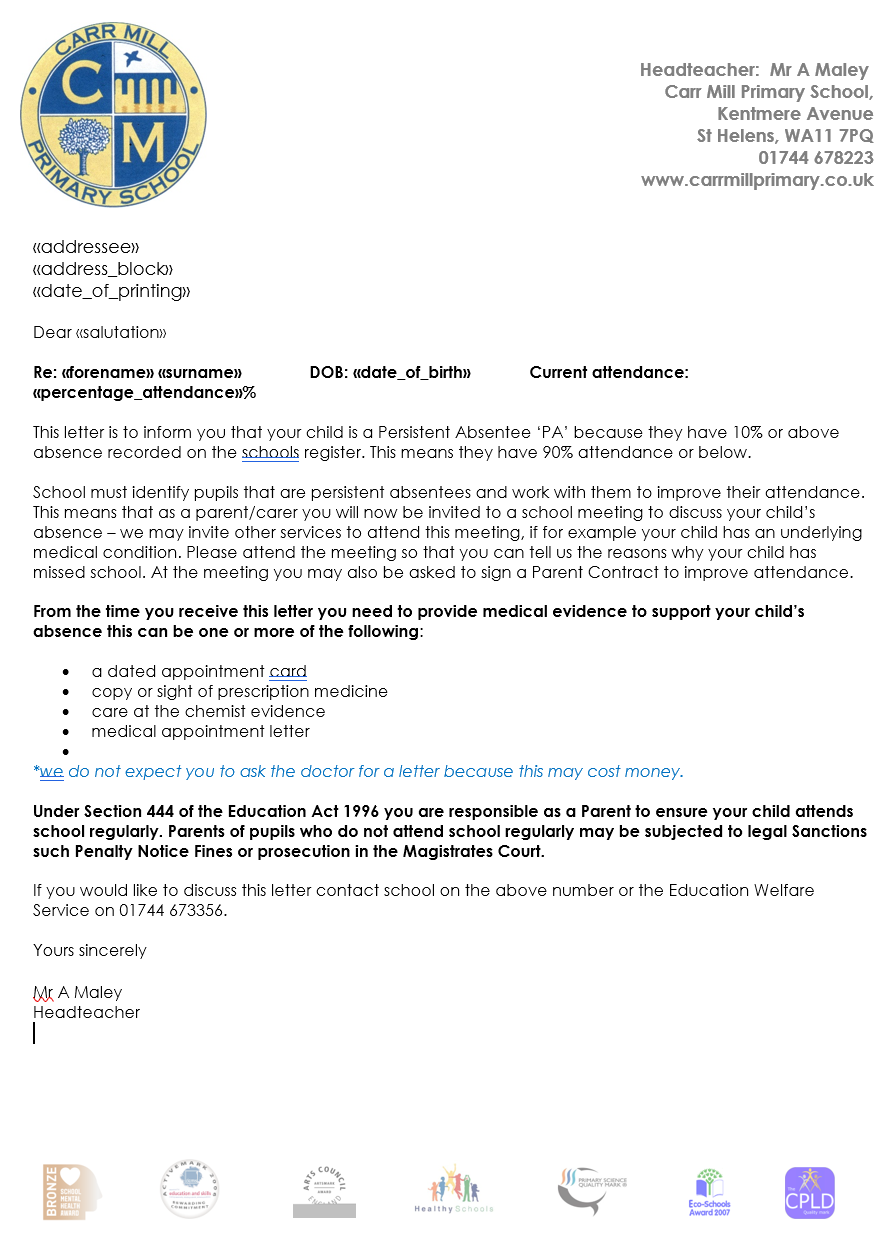 CARR MILL
C
M
PRIMARY SCHOOL
Headteacher:  Mr A Maley
Carr Mill Primary School,
Kentmere Avenue
St Helens, WA11 7PQ
01744 678223
www.carrmillprimary.co.uk
«addressee»
«address_block»
«date_of_printing»
Dear «salutation»
Re: «forename» «surname» DOB: «date_of_birth» Current attendance:
«percentage_attendance»%
This letter is to inform you that your child is a Persistent Absentee ‘PA’ because they have 10% or above
absence recorded on the schools register. This means they have 90% attendance or below.
School must identify pupils that are persistent absentees and work with them to improve their attendance.
This means that as a parent/carer you will now be invited to a school meeting to discuss your child’s
absence – we may invite other services to attend this meeting, if for example your child has an underlying
medical condition. Please attend the meeting so that you can tell us the reasons why your child has
missed school. At the meeting you may also be asked to sign a Parent Contract to improve attendance.
From the time you receive this letter you need to provide medical evidence to support your child’s
absence this can be one or more of the following:
• a dated appointment card
• copy or sight of prescription medicine
• care at the chemist evidence
• medical appointment letter
•
*we do not expect you to ask the doctor for a letter because this may cost money.
Under Section 444 of the Education Act 1996 you are responsible as a Parent to ensure your child attends
school regularly. Parents of pupils who do not attend school regularly may be subjected to legal Sanctions
such Penalty Notice Fines or prosecution in the Magistrates Court.
If you would like to discuss this letter contact school on the above number or the Education Welfare
Service on 01744 673356.
Yours sincerely
Mr A Maley
Headteacher
BRONZE
SCHOOL
MENTAL
HEALTH
AWARD
ACTIVEMARK
education and skills
REWARDING
COMMITMENT
ARTS COUNCIL
ARTSMARK
AWARD
ENGLAND
Healthy Schools
PRIMARY SCIENCE
QUALITY MARK
Eco-Schools
Award 2007
The
CPLD
Quality mark